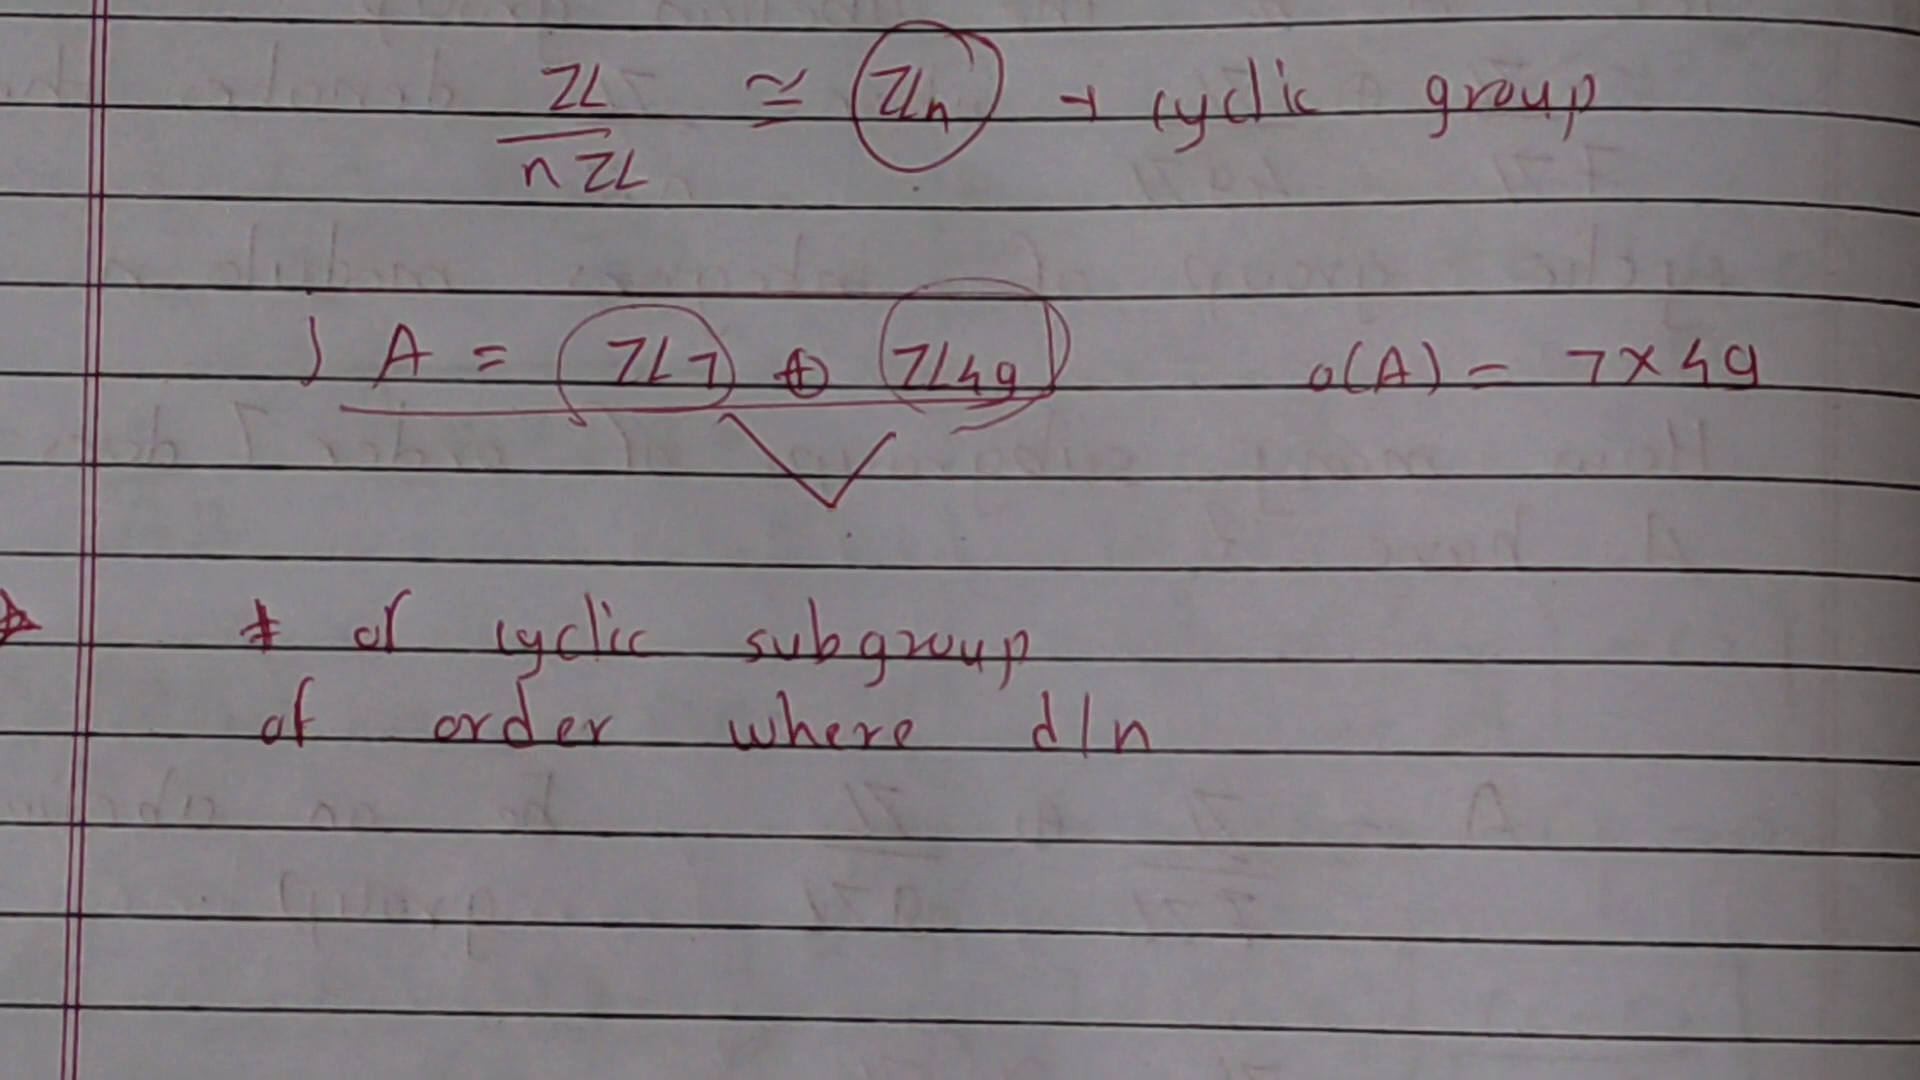 ℤ/nℤ ≅ ℤn → cyclic group
) A = ℤ7 ⊕ ℤ49 o(A) = 7×49
# of cyclic subgroup
of order where d/n